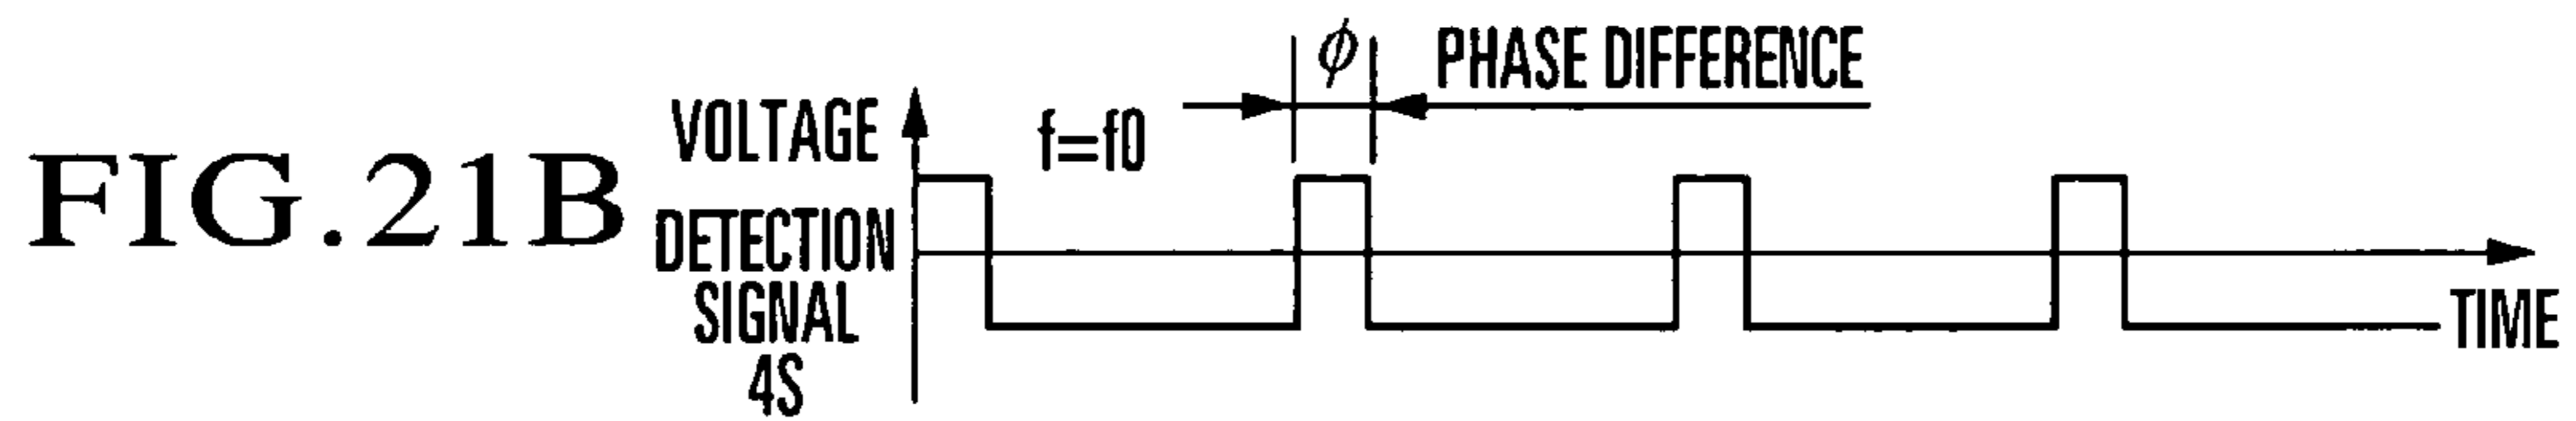 FIG.21B
VOLTAGE
DETECTION
SIGNAL
4S
f=f0
ϕ
PHASE DIFFERENCE
TIME